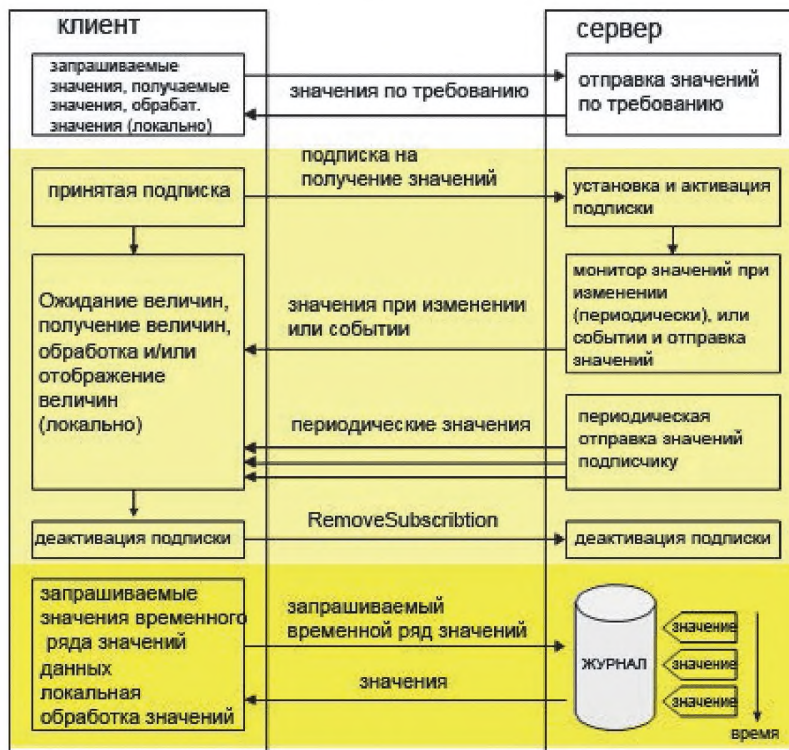 клиент
сервер
запрашиваемые
значения, получаемые
значения, обрабат.
значения (локально)
значения по требованию
отправка значений
по требованию
подписка на
получение значений
принятая подписка
установка и активация
подписки
Ожидание величин,
получение величин,
обработка и/или
отображение
величин
(локально)
значения при изменении
или событии
монитор значений при
изменении
(периодически), или
событии и отправка
значений
периодические значения
периодическая
отправка значений
подписчику
деактивация подписки
RemoveSubscribtion
деактивация подписки
запрашиваемые
значения временного
ряда значений
данных
локальная
обработка значений
запрашиваемый
временной ряд значений
значения
ЖУРНАЛ
значение
значение
значение
время